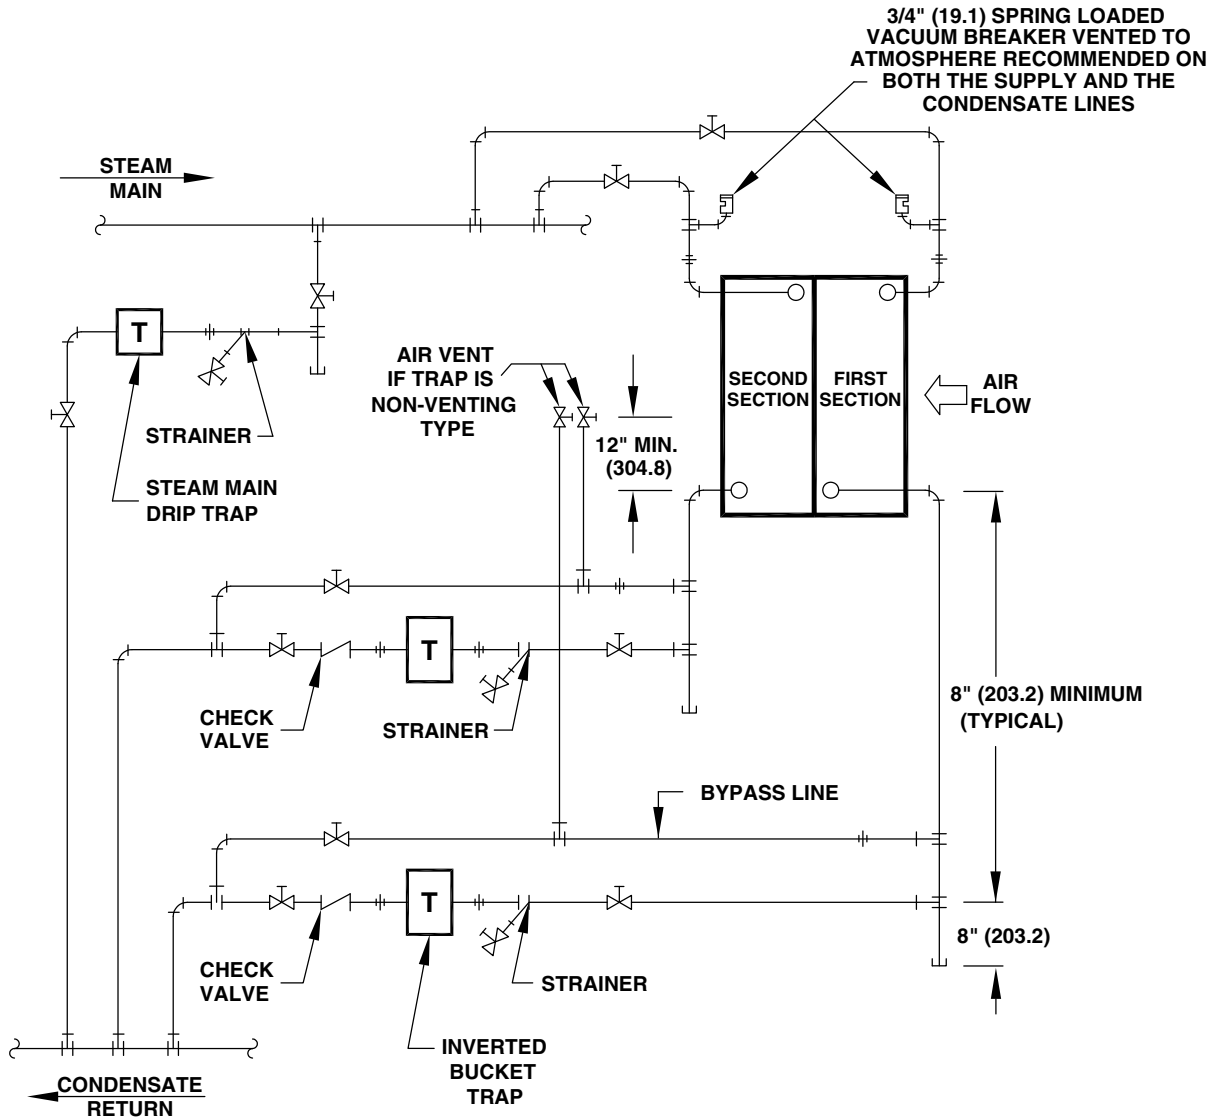 3/4" (19.1) SPRING LOADED
VACUUM BREAKER VENTED TO
ATMOSPHERE RECOMMENDED ON
BOTH THE SUPPLY AND THE
CONDENSATE LINES
STEAM
MAIN
T
AIR VENT
IF TRAP IS
NON-VENTING
TYPE
SECOND
SECTION
FIRST
SECTION
AIR
FLOW
12" MIN.
(304.8)
STRAINER
STEAM MAIN
DRIP TRAP
T
CHECK
VALVE
STRAINER
8" (203.2) MINIMUM
(TYPICAL)
BYPASS LINE
T
8" (203.2)
CHECK
VALVE
STRAINER
INVERTED
BUCKET
TRAP
CONDENSATE
RETURN